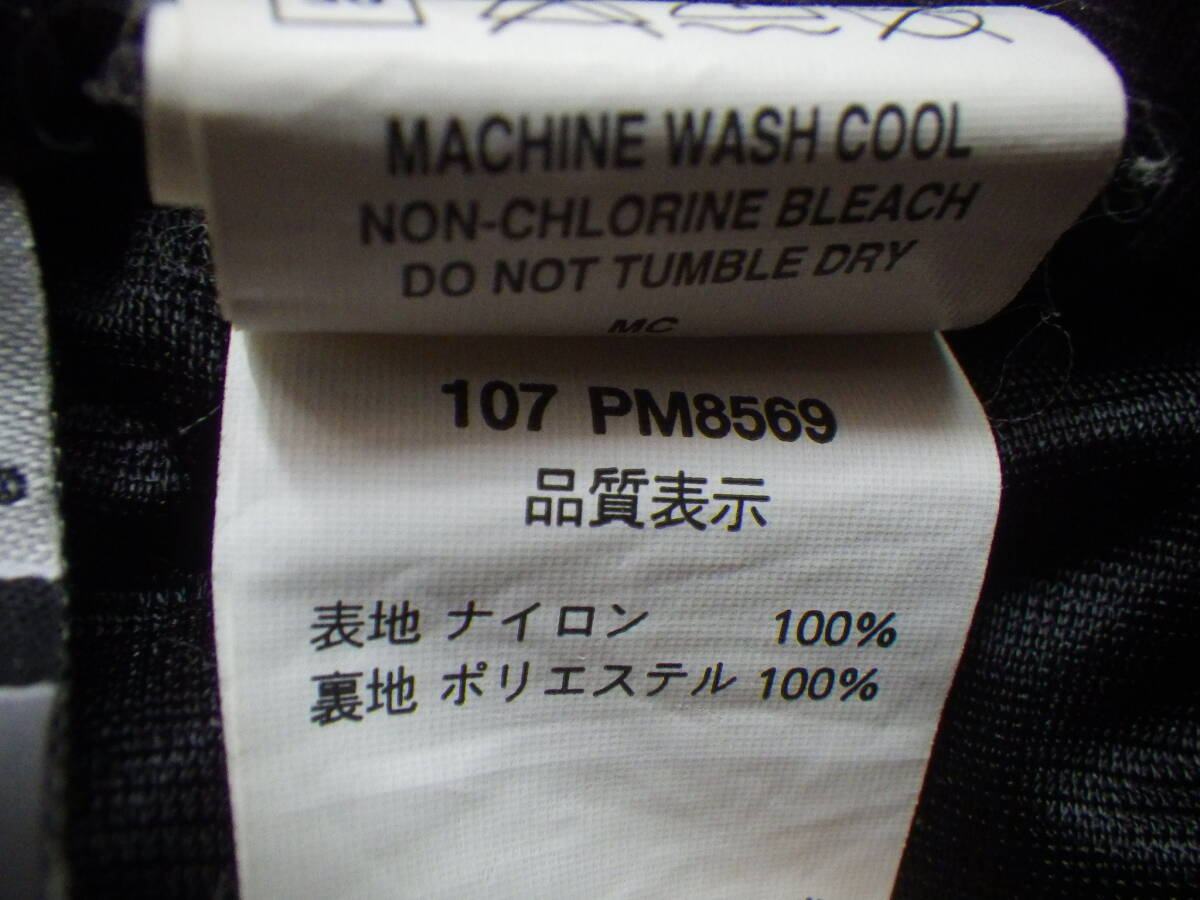 MACHINE WASH COOL
NON-CHLORINE BLEACH
DO NOT TUMBLE DRY
MC
107 PM8569
品質表示
表地 ナイロン 100%
裏地 ポリエステル 100%